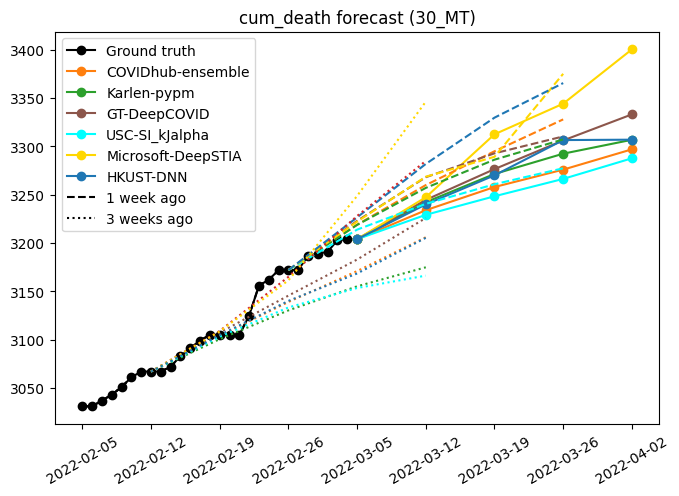 cum_death forecast (30_MT)
3400
3350
3300
3250
3200
3150
3100
3050
Ground truth
COVIDhub-ensemble
Karlen-pypm
GT-DeepCOVID
USC-SI_kJalpha
Microsoft-DeepSTIA
HKUST-DNN
1 week ago
3 weeks ago
2022-02-05
2022-02-12
2022-02-19
2022-02-26
2022-03-05
2022-03-12
2022-03-19
2022-03-26
2022-04-02